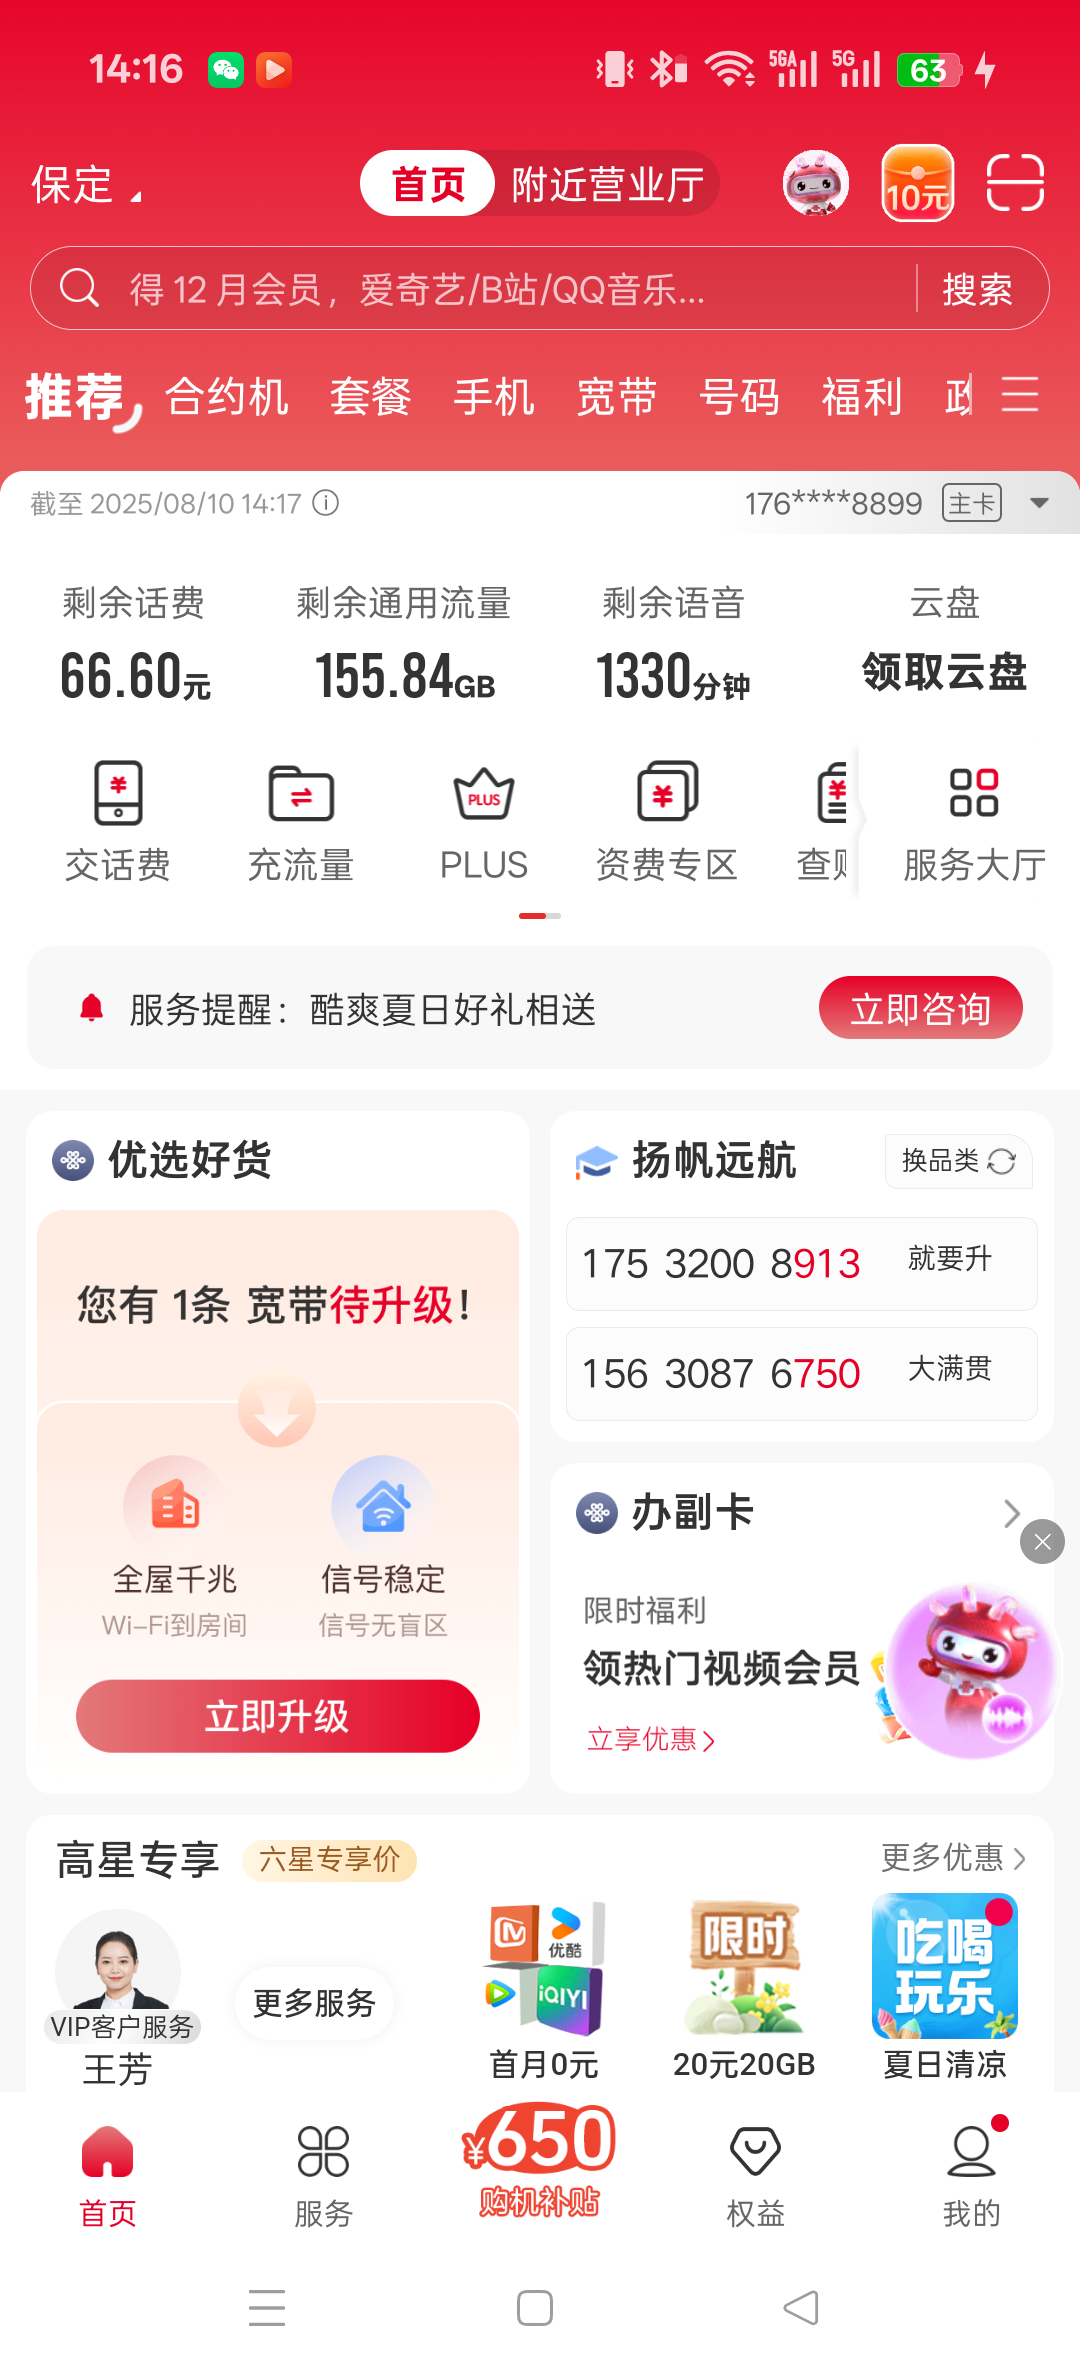 14:16
5GA 5G 63
保定
首页 附近营业厅
10元
得 12 月会员，爱奇艺/B站/QQ音乐... 搜索
推荐 合约机 套餐 手机 宽带 号码 福利
截至 2025/08/10 14:17
176****8899 主卡
剩余话费 剩余通用流量 剩余语音 云盘
66.60元 155.84GB 1330分钟 领取云盘
PLUS
交话费 充流量 PLUS 资费专区 查 服务大厅
服务提醒：酷爽夏日好礼相送 立即咨询
优选好货
您有 1条 宽带待升级！
全屋千兆 信号稳定
Wi-Fi到房间 信号无盲区
立即升级
扬帆远航 换品类
175 3200 8913 就要升
156 3087 6750 大满贯
办副卡
限时福利
领热门视频会员
立享优惠
高星专享 六星专享价 更多优惠
VIP客户服务
王芳
更多服务
优酷
iQIYI
首月0元
限时
20元20GB
吃喝
玩乐
夏日清凉
首页 服务
¥650
购机补贴
权益 我的